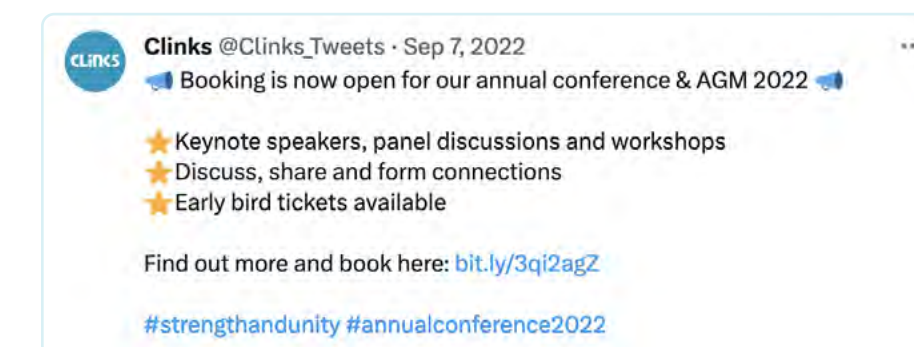 CLINKS
Clinks @Clinks_Tweets · Sep 7, 2022
📣 Booking is now open for our annual conference & AGM 2022 📣
⭐Keynote speakers, panel discussions and workshops
⭐Discuss, share and form connections
⭐Early bird tickets available
Find out more and book here: bit.ly/3qi2agZ
#strengthandunity #annualconference2022